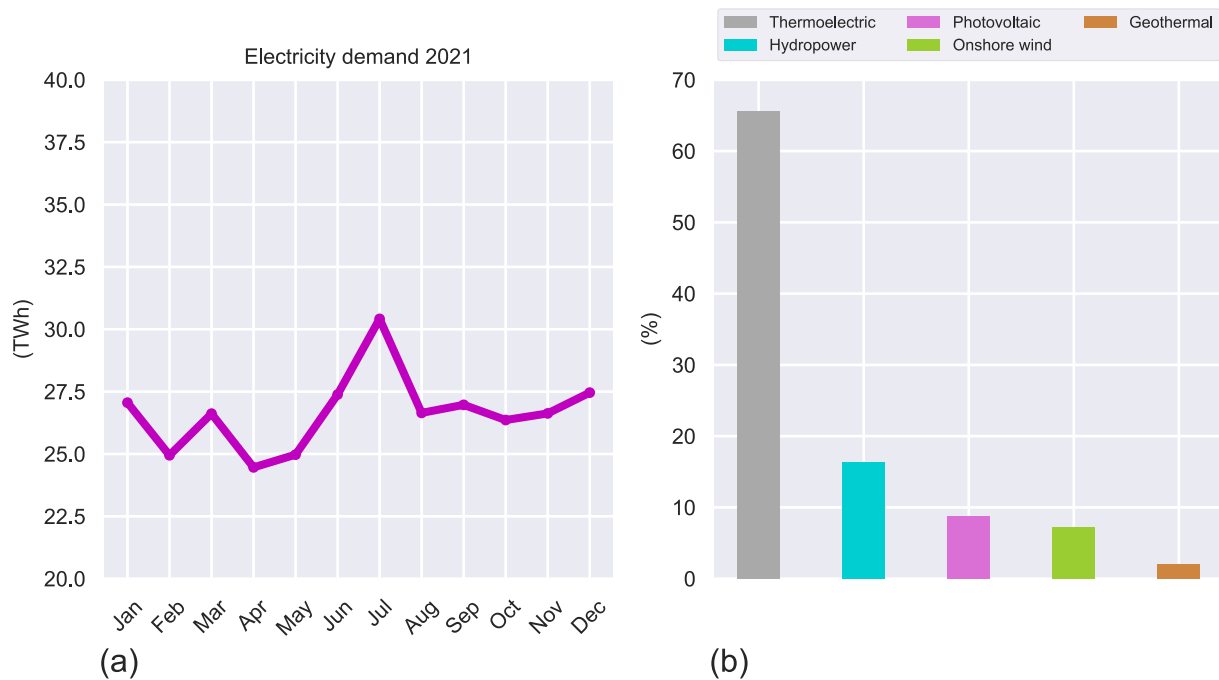 Electricity demand 2021
40.0
37.5
35.0
32.5
30.0
27.5
25.0
22.5
20.0
(TWh)
Jan Feb Mar Apr May Jun Jul Aug Sep Oct Nov Dec
(a)
Thermoelectric Photovoltaic Geothermal
Hydropower Onshore wind
70
60
50
40
30
20
10
0
(%)
(b)